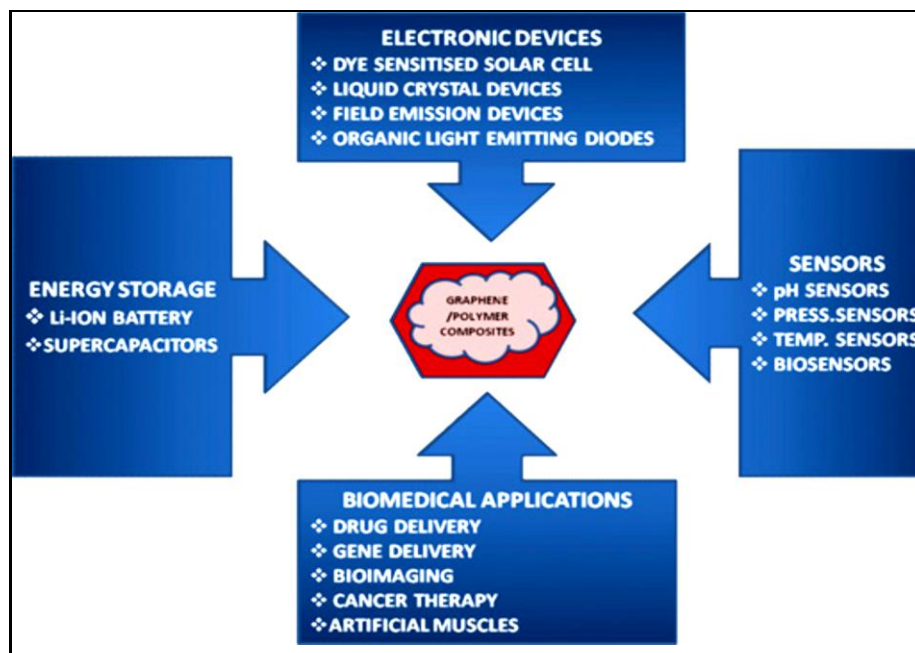 ELECTRONIC DEVICES
❖ DYE SENSITISED SOLAR CELL
❖ LIQUID CRYSTAL DEVICES
❖ FIELD EMISSION DEVICES
❖ ORGANIC LIGHT EMITTING DIODES
ENERGY STORAGE
❖ Li-ION BATTERY
❖SUPERCAPACITORS
GRAPHENE
/POLYMER
COMPOSITES
SENSORS
❖ pH SENSORS
❖ PRESS.SENSORS
❖ TEMP. SENSORS
❖ BIOSENSORS
BIOMEDICAL APPLICATIONS
❖ DRUG DELIVERY
❖ GENE DELIVERY
❖ BIOIMAGING
❖ CANCER THERAPY
❖ARTIFICIAL MUSCLES